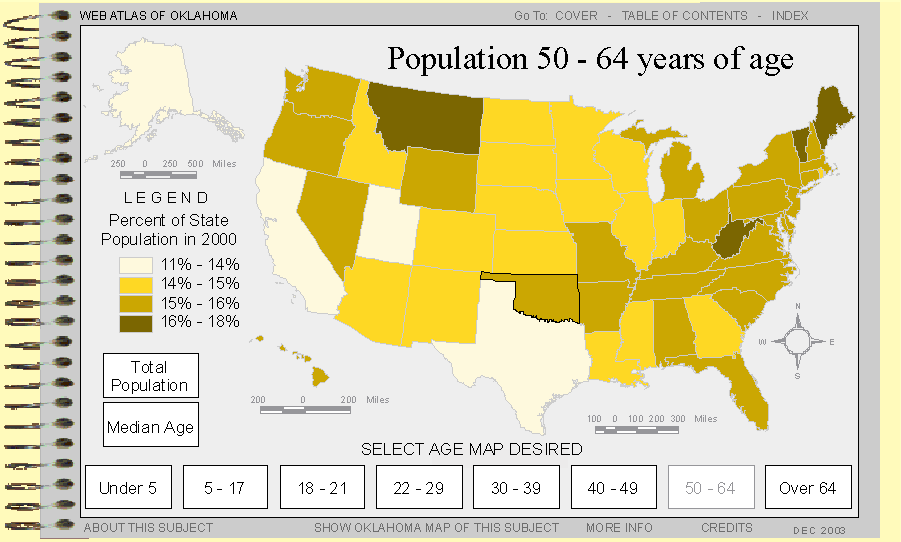 WEB ATLAS OF OKLAHOMA
Go To: COVER - TABLE OF CONTENTS - INDEX
Population 50 - 64 years of age
250 0 250 500 Miles
LEGEND
Percent of State
Population in 2000
11% - 14%
14% - 15%
15% - 16%
16% - 18%
N
W E
S
Total
Population
Median Age
200 0 200 Miles
100 0 100 200 300 Miles
SELECT AGE MAP DESIRED
Under 5
5 - 17
18 - 21
22 - 29
30 - 39
40 - 49
50 - 64
Over 64
ABOUT THIS SUBJECT
SHOW OKLAHOMA MAP OF THIS SUBJECT
MORE INFO
CREDITS
DEC 2003